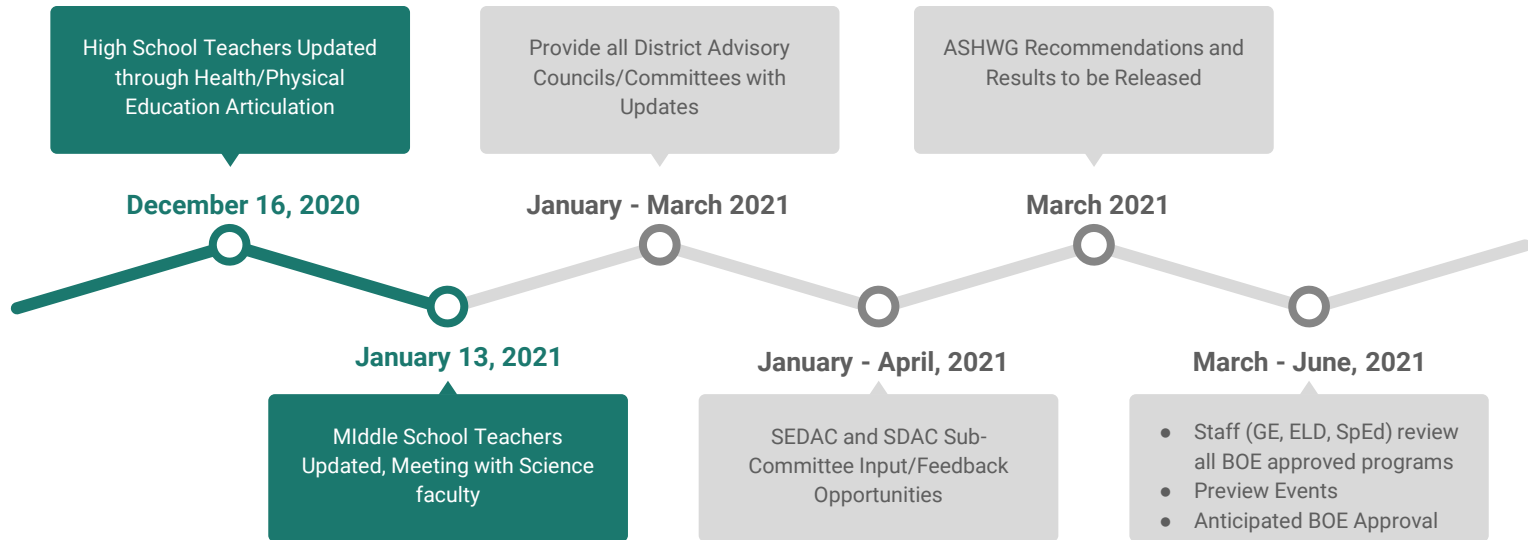 High School Teachers Updated
through Health/Physical
Education Articulation
December 16, 2020
Provide all District Advisory
Councils/Committees with
Updates
January - March 2021
ASHWG Recommendations and
Results to be Released
March 2021
January 13, 2021
MIddle School Teachers
Updated, Meeting with Science
faculty
January - April, 2021
SEDAC and SDAC Sub-
Committee Input/Feedback
Opportunities
March - June, 2021
● Staff (GE, ELD, SpEd) review
all BOE approved programs
● Preview Events
● Anticipated BOE Approval